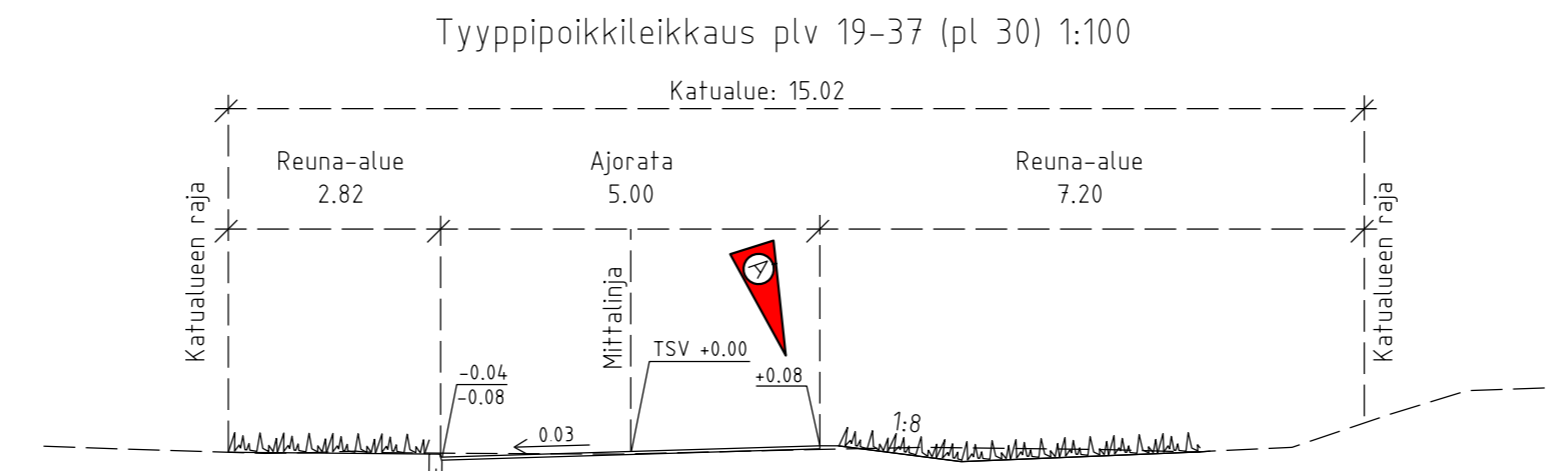 Tyyppipoikkileikkaus plv 19-37 (pl 30) 1:100
Katualue: 15.02
Reuna-alue
2.82
Ajorata
5.00
Reuna-alue
7.20
Katualueen raja
Mittalinja
Katualueen raja
A
TSV +0.00
+0.08
-0.04
-0.08
0.03
1:8